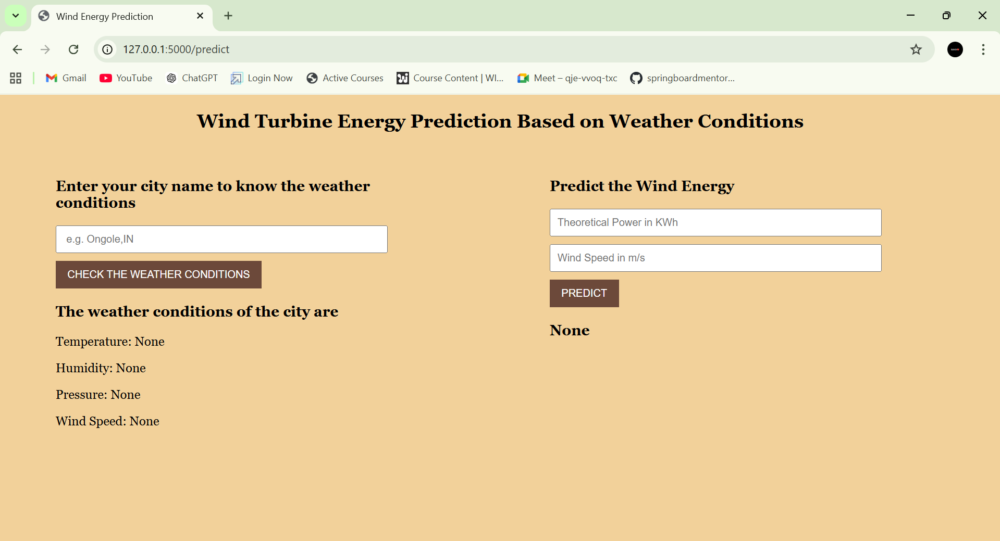 Wind Energy Prediction
127.0.0.1:5000/predict
Gmail
YouTube
ChatGPT
Login Now
Active Courses
Course Content | WI...
Meet – qje-vvoq-txc
springboardmentor...
Wind Turbine Energy Prediction Based on Weather Conditions
Enter your city name to know the weather
conditions
e.g. Ongole,IN
CHECK THE WEATHER CONDITIONS
The weather conditions of the city are
Temperature: None
Humidity: None
Pressure: None
Wind Speed: None
Predict the Wind Energy
Theoretical Power in KWh
Wind Speed in m/s
PREDICT
None